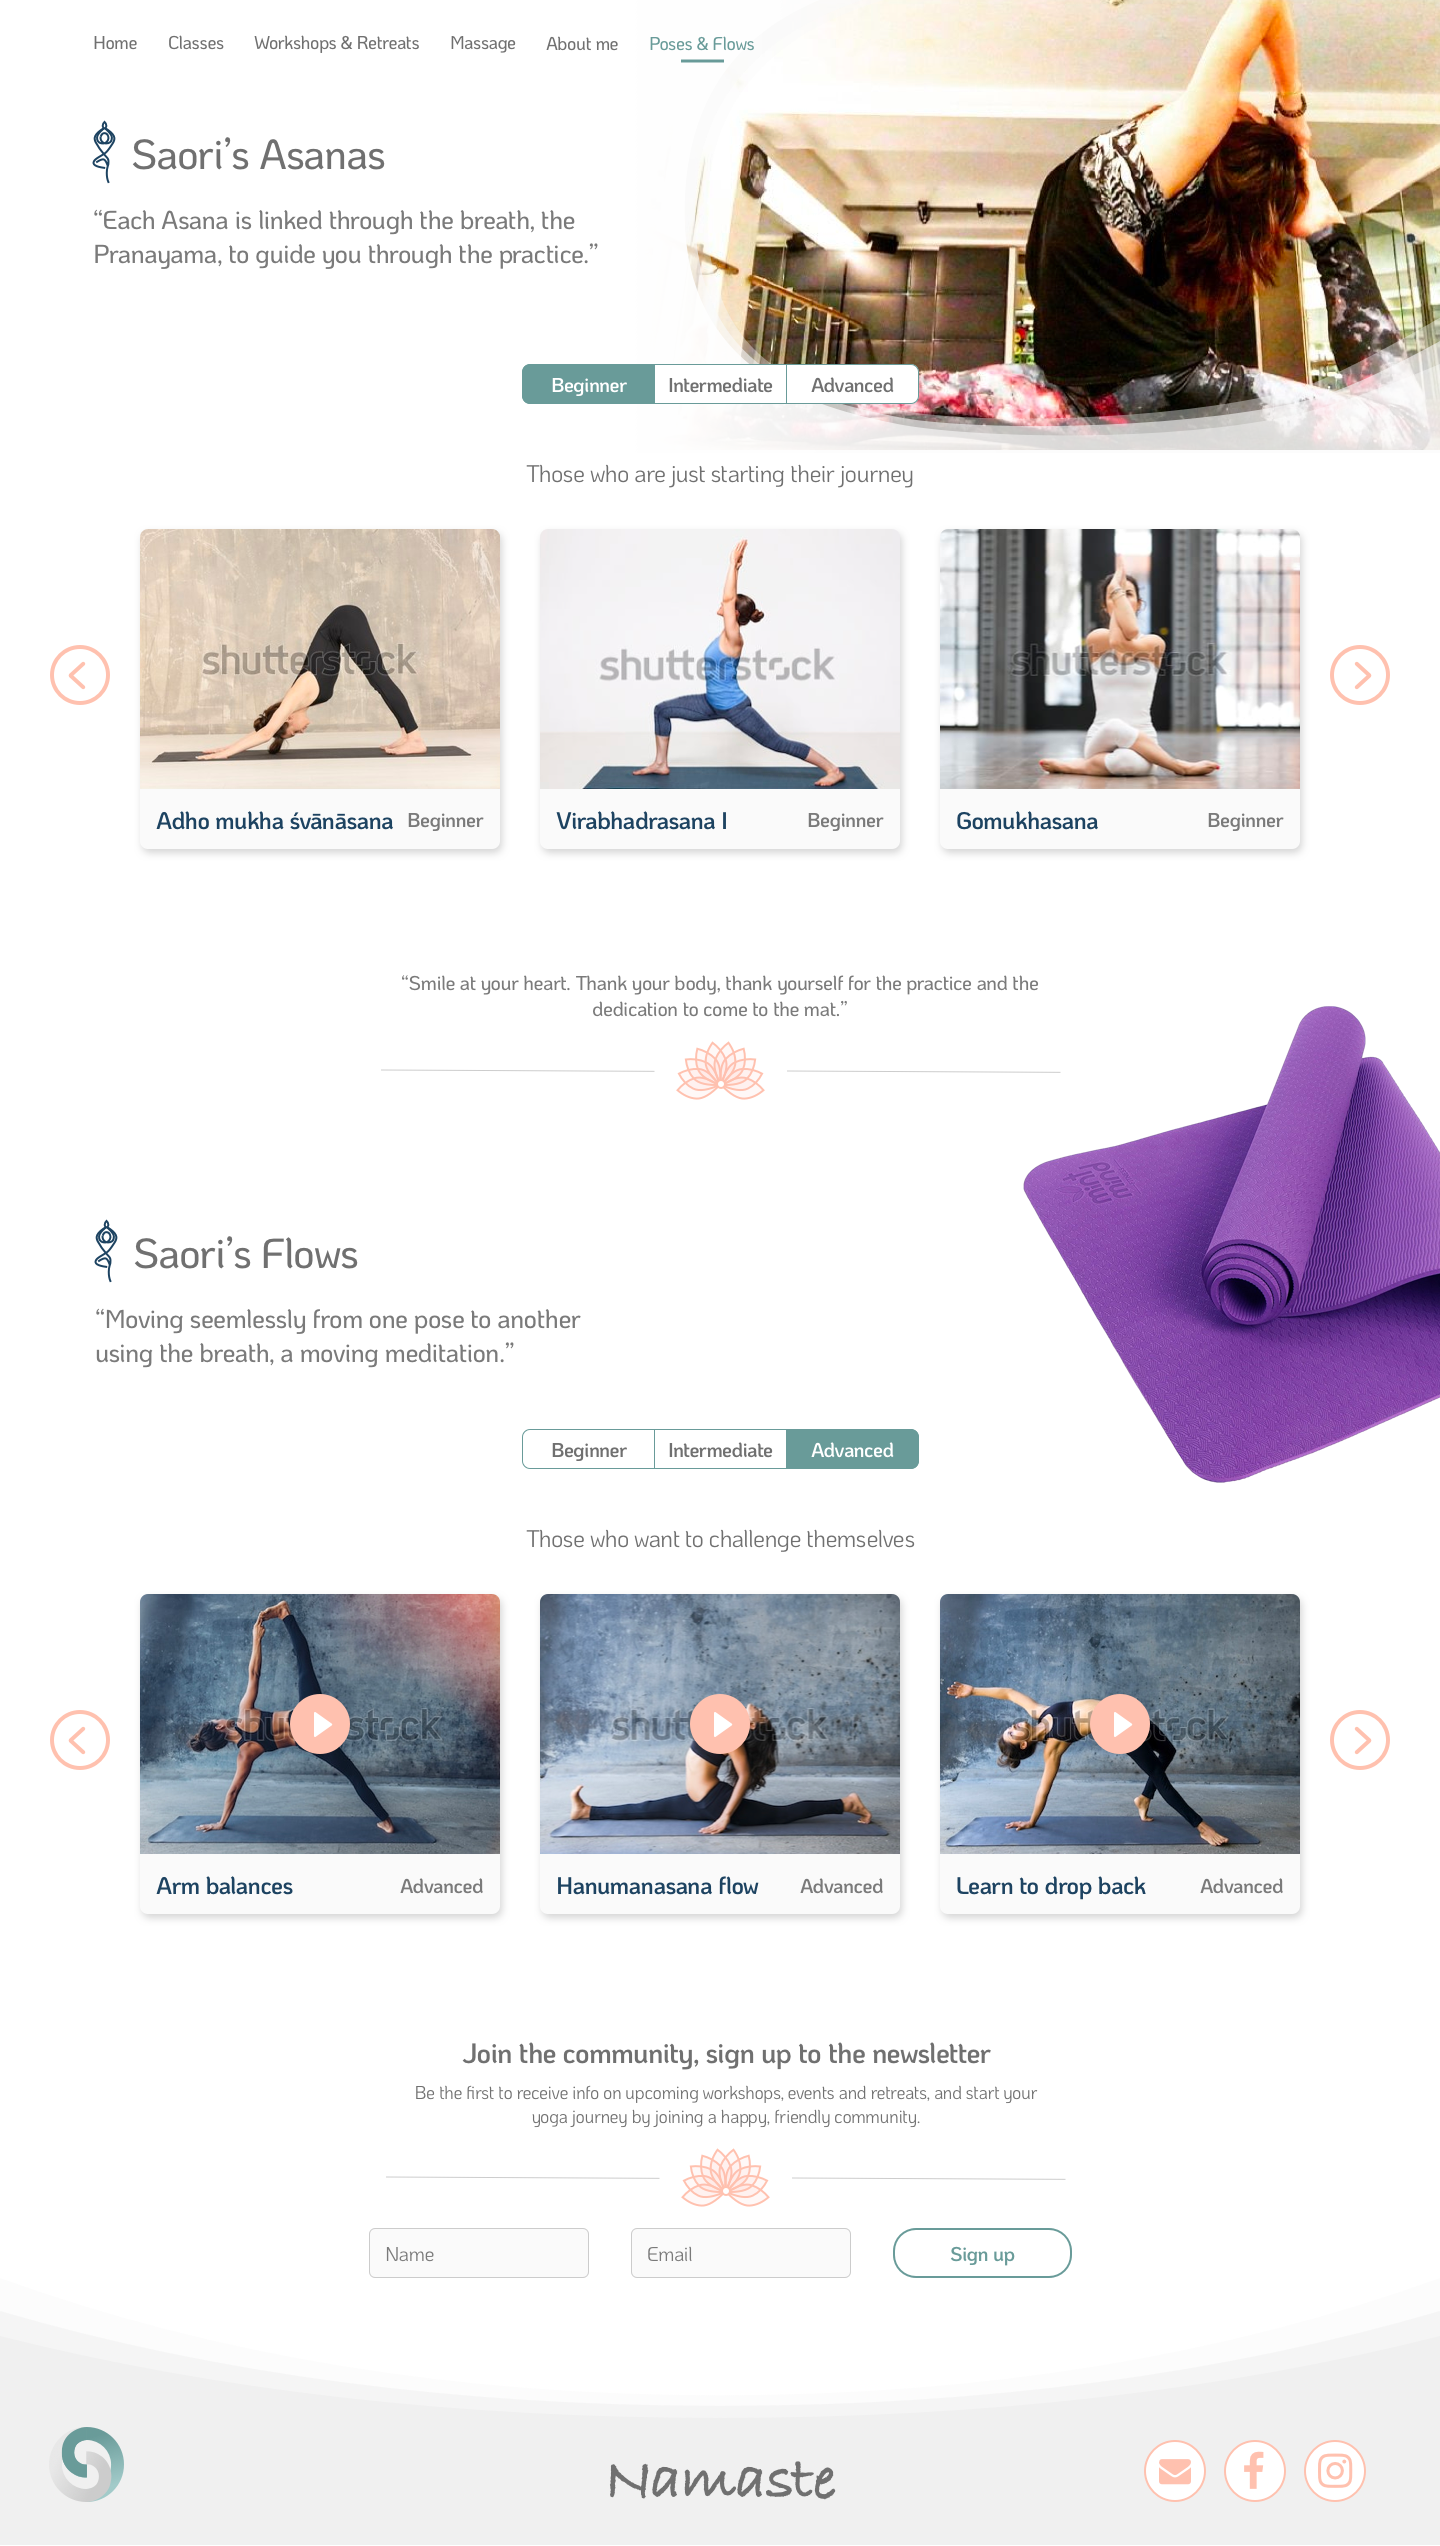 Home Classes Workshops & Retreats Massage About me Poses & Flows
Saori’s Asanas
“Each Asana is linked through the breath, the
Pranayama, to guide you through the practice.”
Beginner Intermediate Advanced
Those who are just starting their journey
shutterstock
shutterstock
shutterstock
Adho mukha śvānāsana Beginner
Virabhadrasana I Beginner
Gomukhasana Beginner
“Smile at your heart. Thank your body, thank yourself for the practice and the
dedication to come to the mat.”
mint
mind
Saori’s Flows
“Moving seemlessly from one pose to another
using the breath, a moving meditation.”
Beginner Intermediate Advanced
Those who want to challenge themselves
Arm balances Advanced
Hanumanasana flow Advanced
Learn to drop back Advanced
Join the community, sign up to the newsletter
Be the first to receive info on upcoming workshops, events and retreats, and start your
yoga journey by joining a happy, friendly community.
Name
Email
Sign up
Namaste